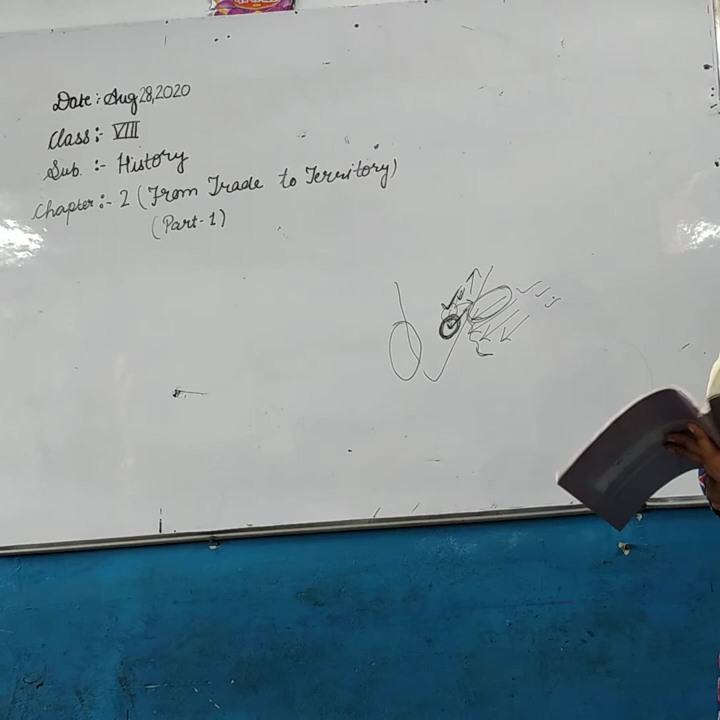 Date :- Aug 28, 2020
Class :- VIII
Sub. :- History
Chapter :- 2 (From Trade to Territory)
(Part-1)